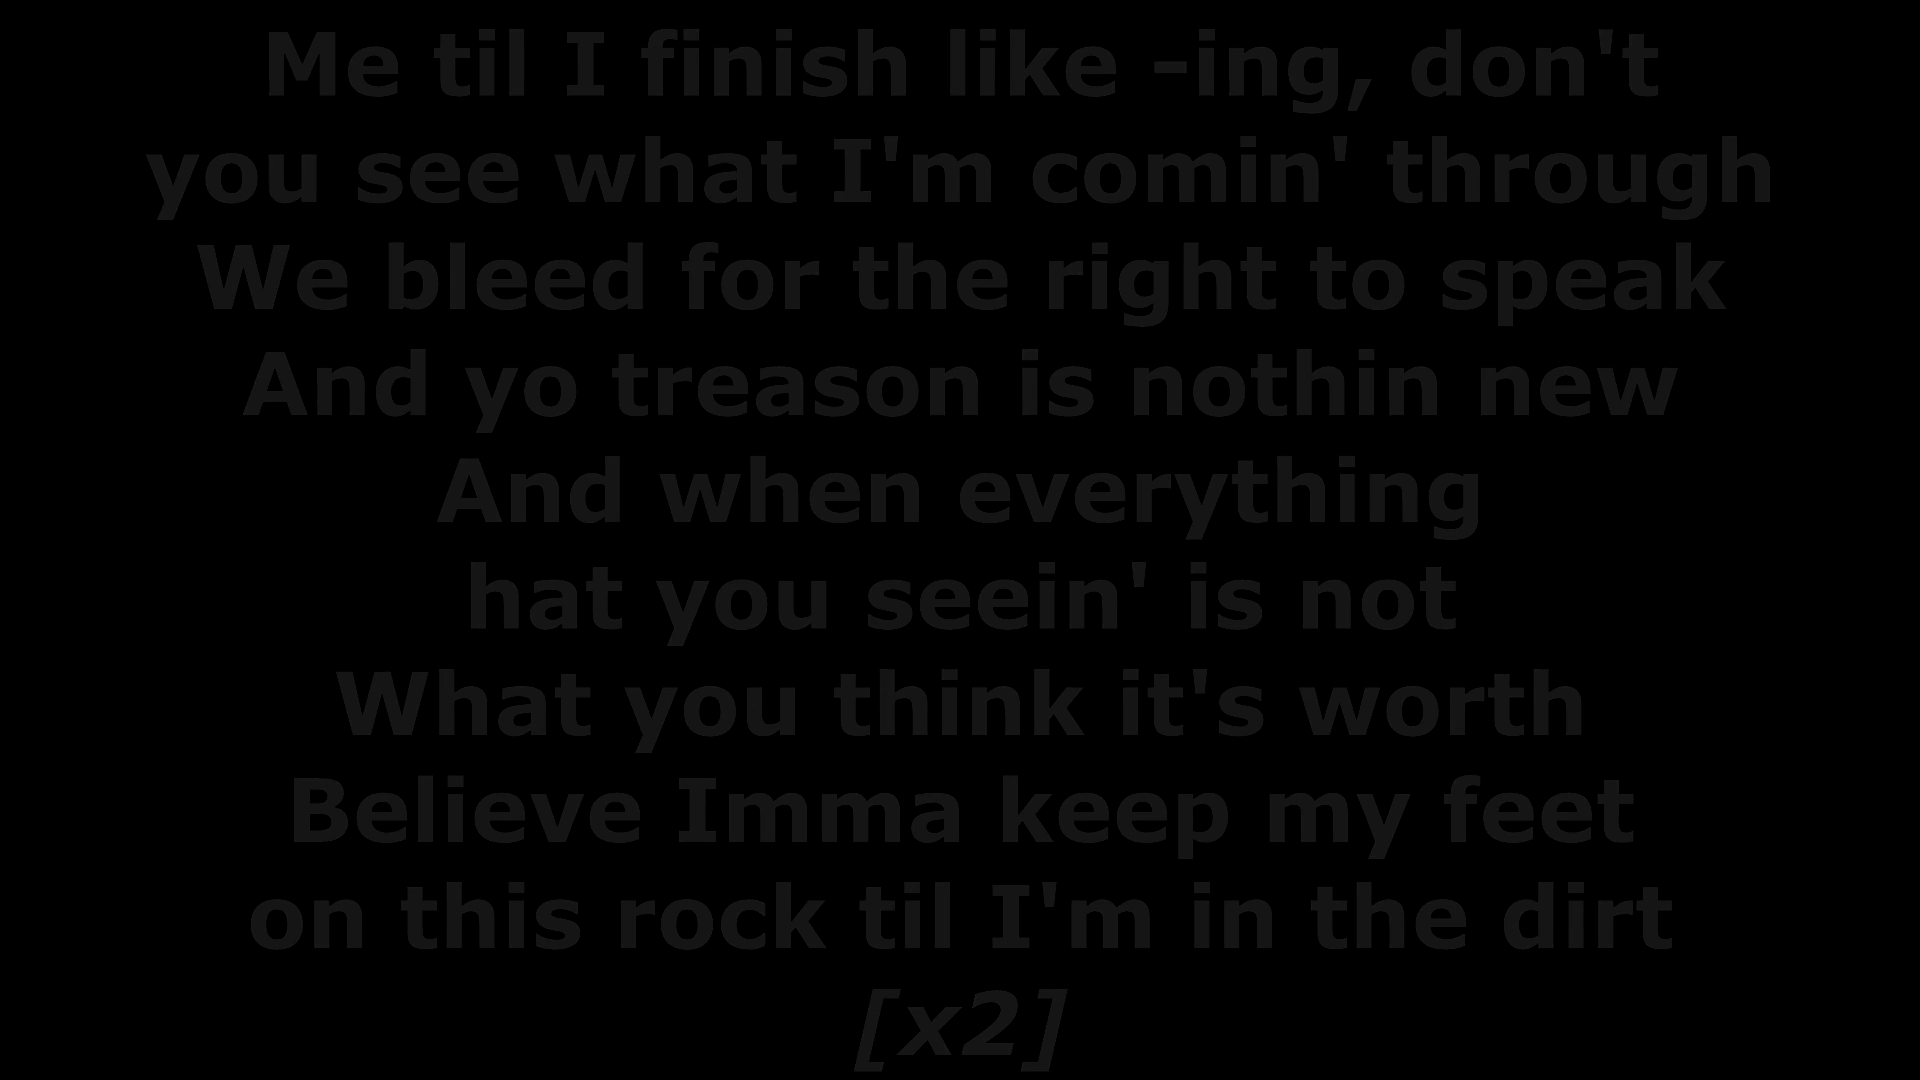 Me til I finish like -ing, don't
you see what I'm comin' through
We bleed for the right to speak
And yo treason is nothin new
And when everything
hat you seein' is not
What you think it's worth
Believe Imma keep my feet
on this rock til I'm in the dirt
[x2]